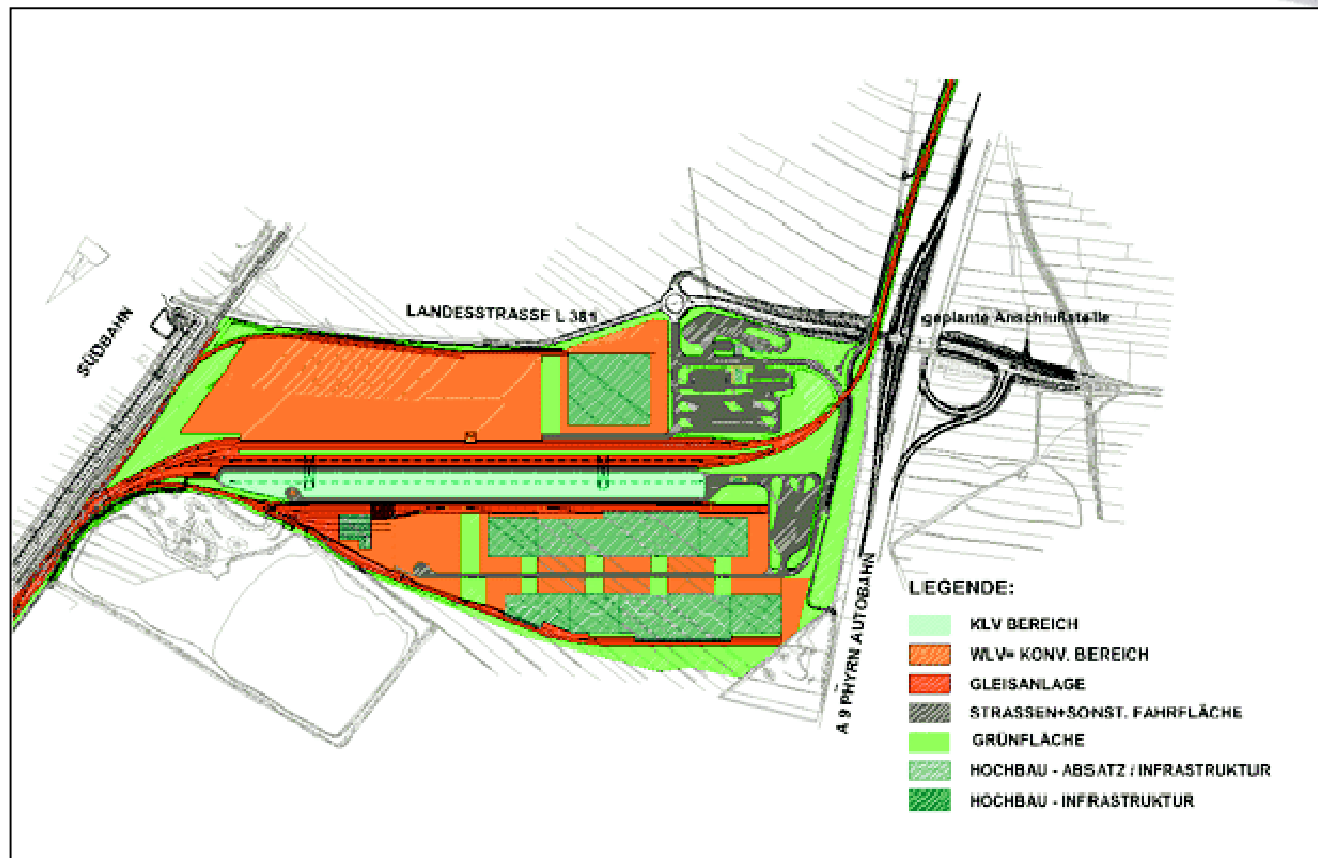 SÜDBAHN
LANDESSTRASSE L 381
geplante Anschlußstelle
A 9 PHYRN AUTOBAHN
LIEGENDE:
KLV BEREICH
WLV= KONV. BEREICH
GLEISANLAGE
STRASSEN+SONST. FAHRFLÄCHE
GRÜNFLÄCHE
HOCHBAU - ABSATZ / INFRASTRUKTUR
HOCHBAU - INFRASTRUKTUR